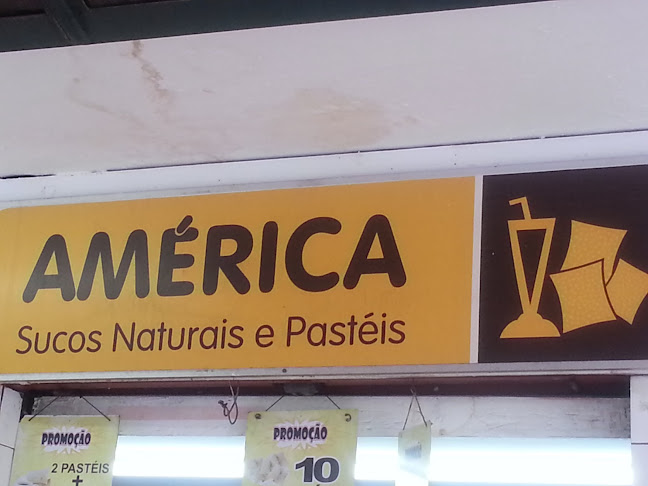 AMÉRICA
Sucos Naturais e Pastéis
PROMOÇÃO
2 PASTÉIS
+
PROMOÇÃO
10